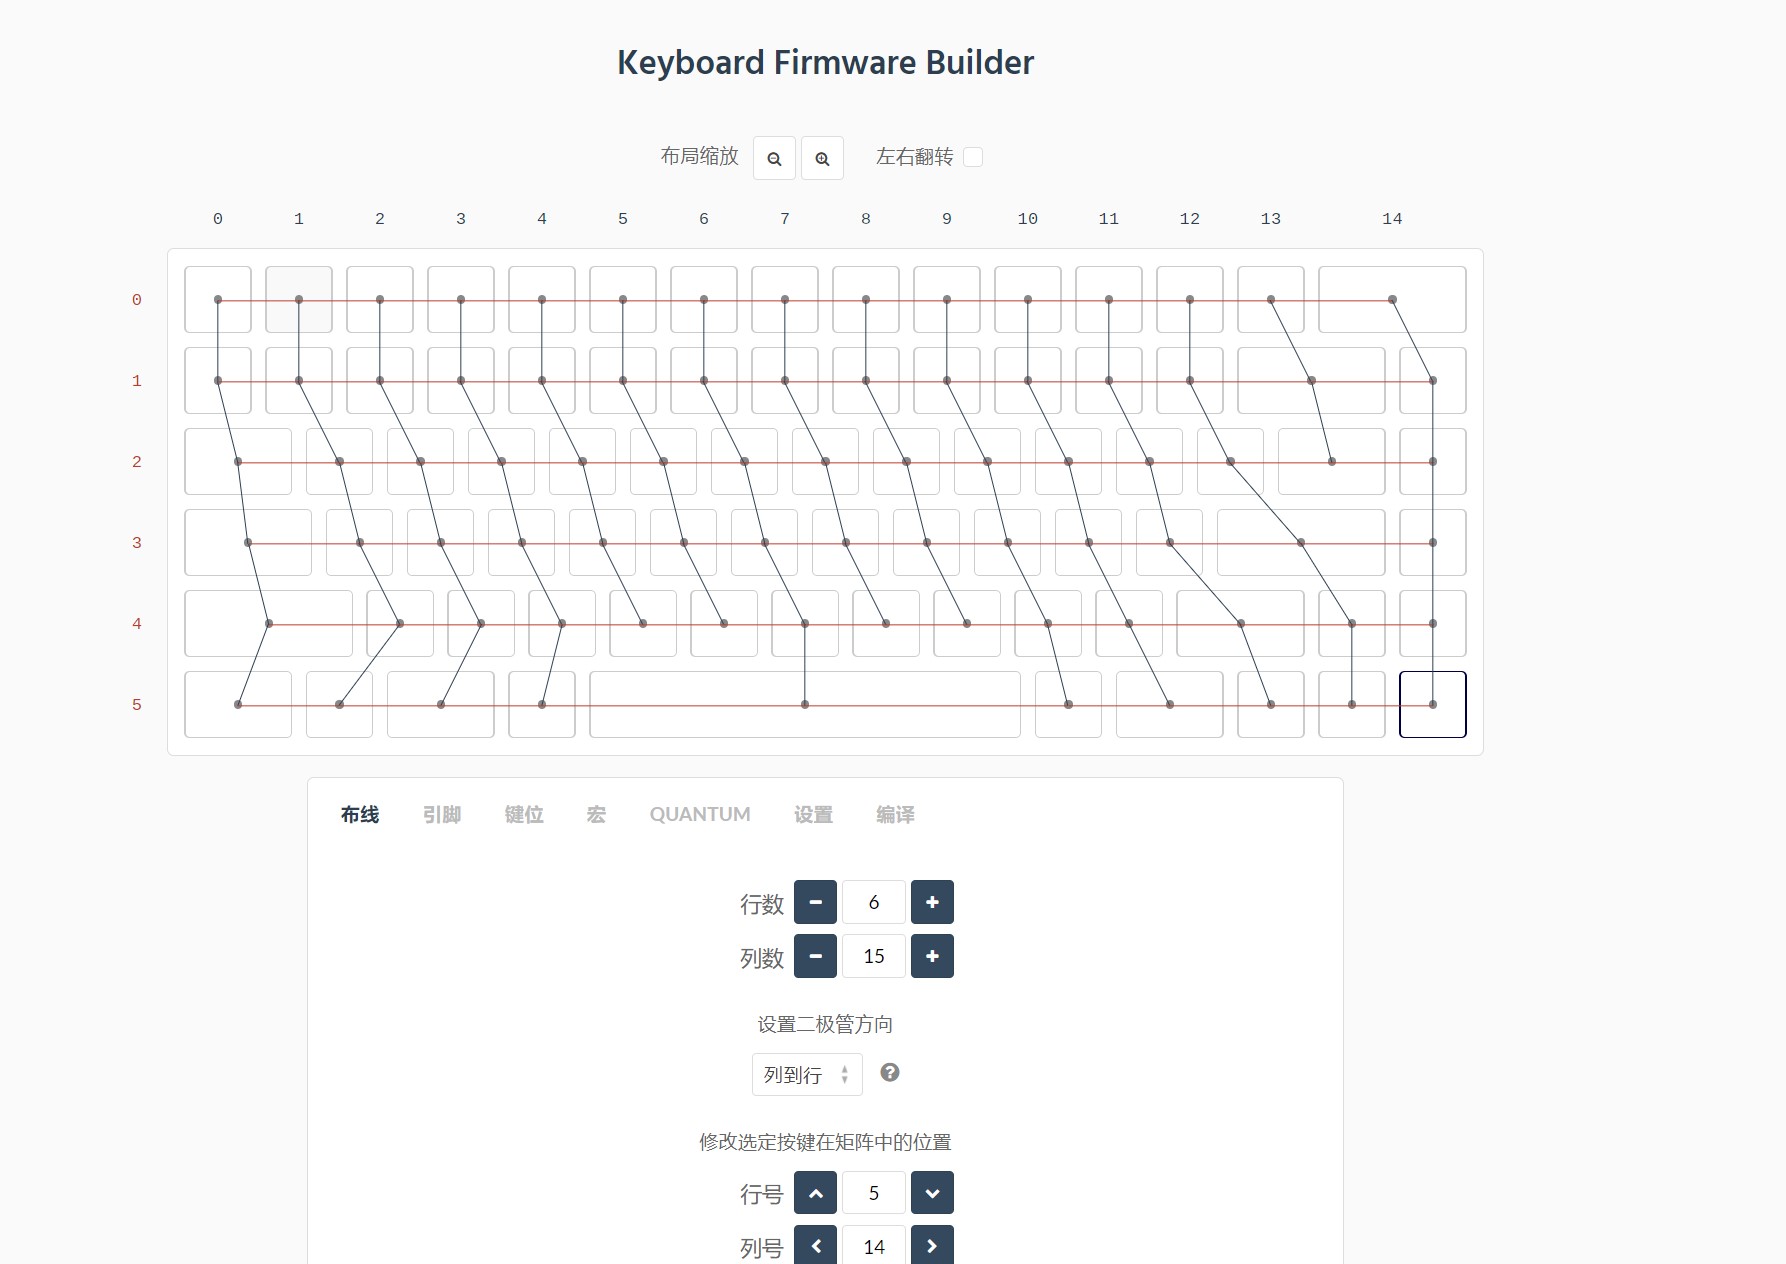 Keyboard Firmware Builder
布局缩放 左右翻转
0 1 2 3 4 5 6 7 8 9 10 11 12 13 14
0
1
2
3
4
5
布线 引脚 键位 宏 QUANTUM 设置 编译
行数 6
列数 15
设置二极管方向
列到行
修改选定按键在矩阵中的位置
行号 5
列号 14